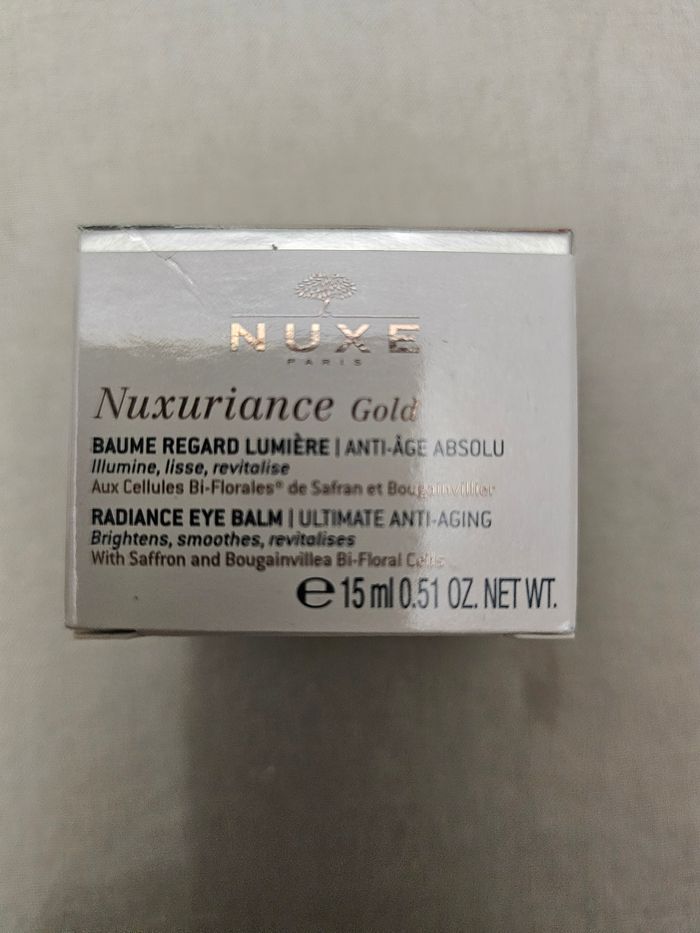 NUXE
PARIS
Nuxuriance Gold
BAUME REGARD LUMIÈRE | ANTI-ÂGE ABSOLU
Illumine, lisse, revitalise
Aux Cellules Bi-Florales® de Safran et Bougainvillier
RADIANCE EYE BALM | ULTIMATE ANTI-AGING
Brightens, smoothes, revitalises
With Saffron and Bougainvillea Bi-Floral Cells
℮ 15 ml 0.51 OZ. NET WT.